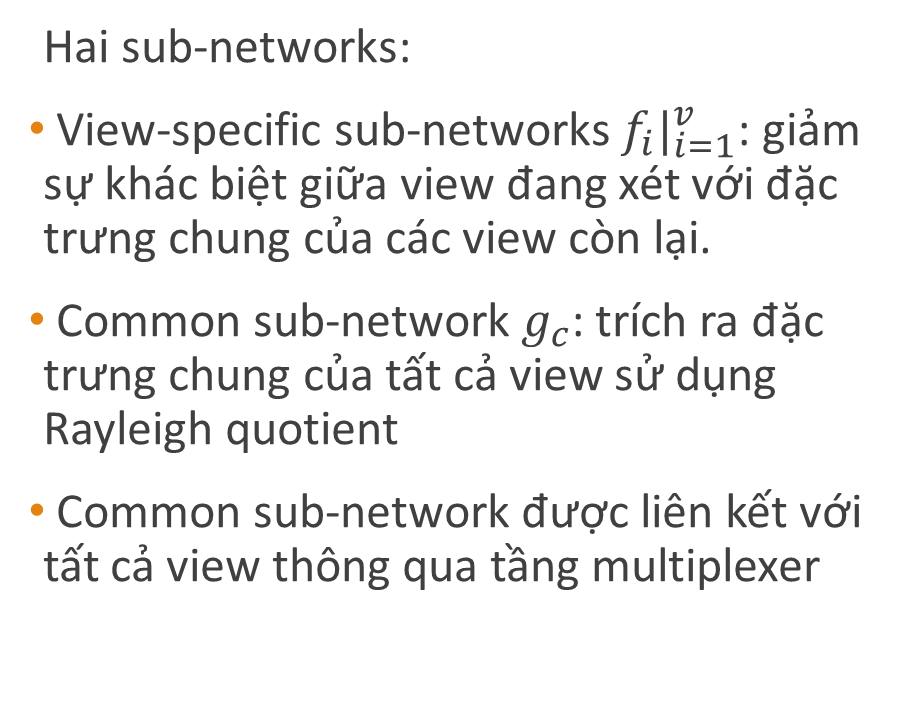 Hai sub-networks:
• View-specific sub-networks $f_i|_{i=1}^{v}$: giảm
sự khác biệt giữa view đang xét với đặc
trưng chung của các view còn lại.
• Common sub-network $g_c$: trích ra đặc
trưng chung của tất cả view sử dụng
Rayleigh quotient
• Common sub-network được liên kết với
tất cả view thông qua tầng multiplexer